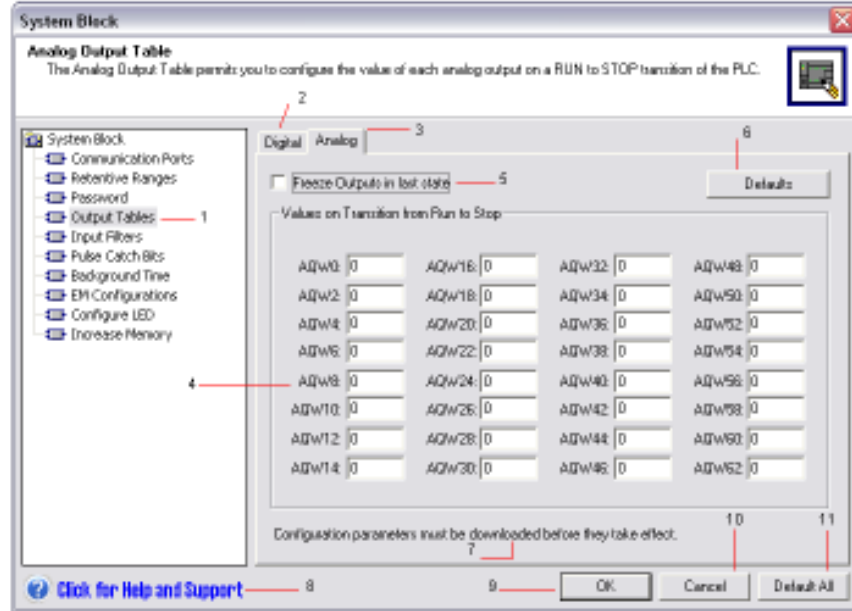 System Block
Analog Output Table
The Analog Output Table permits you to configure the value of each analog output on a RUN to STOP transition of the PLC.
2
3
6
System Block
Digital Analog
Communication Ports
Retentive Ranges
Freeze Outputs in last state 5
Defaults
Password
Output Tables 1
Values on Transition from Run to Stop
Input Filters
Pulse Catch Bits
Background Time
EM Configurations
Configure LED
Increase Memory
AQW0: 0 AQW16: 0 AQW32: 0 AQW48: 0
AQW2: 0 AQW18: 0 AQW34: 0 AQW50: 0
AQW4: 0 AQW20: 0 AQW36: 0 AQW52: 0
AQW6: 0 AQW22: 0 AQW38: 0 AQW54: 0
4 AQW8: 0 AQW24: 0 AQW40: 0 AQW56: 0
AQW10: 0 AQW26: 0 AQW42: 0 AQW58: 0
AQW12: 0 AQW28: 0 AQW44: 0 AQW60: 0
AQW14: 0 AQW30: 0 AQW46: 0 AQW62: 0
10 11
Configuration parameters must be downloaded before they take effect.
7
Click for Help and Support 8 9 OK Cancel Default All